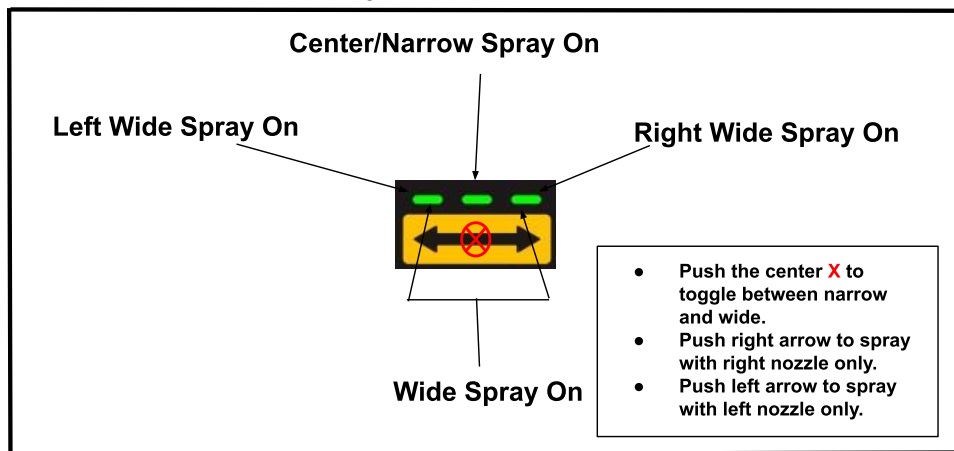 Center/Narrow Spray On
Left Wide Spray On
Right Wide Spray On
Wide Spray On
● Push the center X to
toggle between narrow
and wide.
● Push right arrow to spray
with right nozzle only.
● Push left arrow to spray
with left nozzle only.